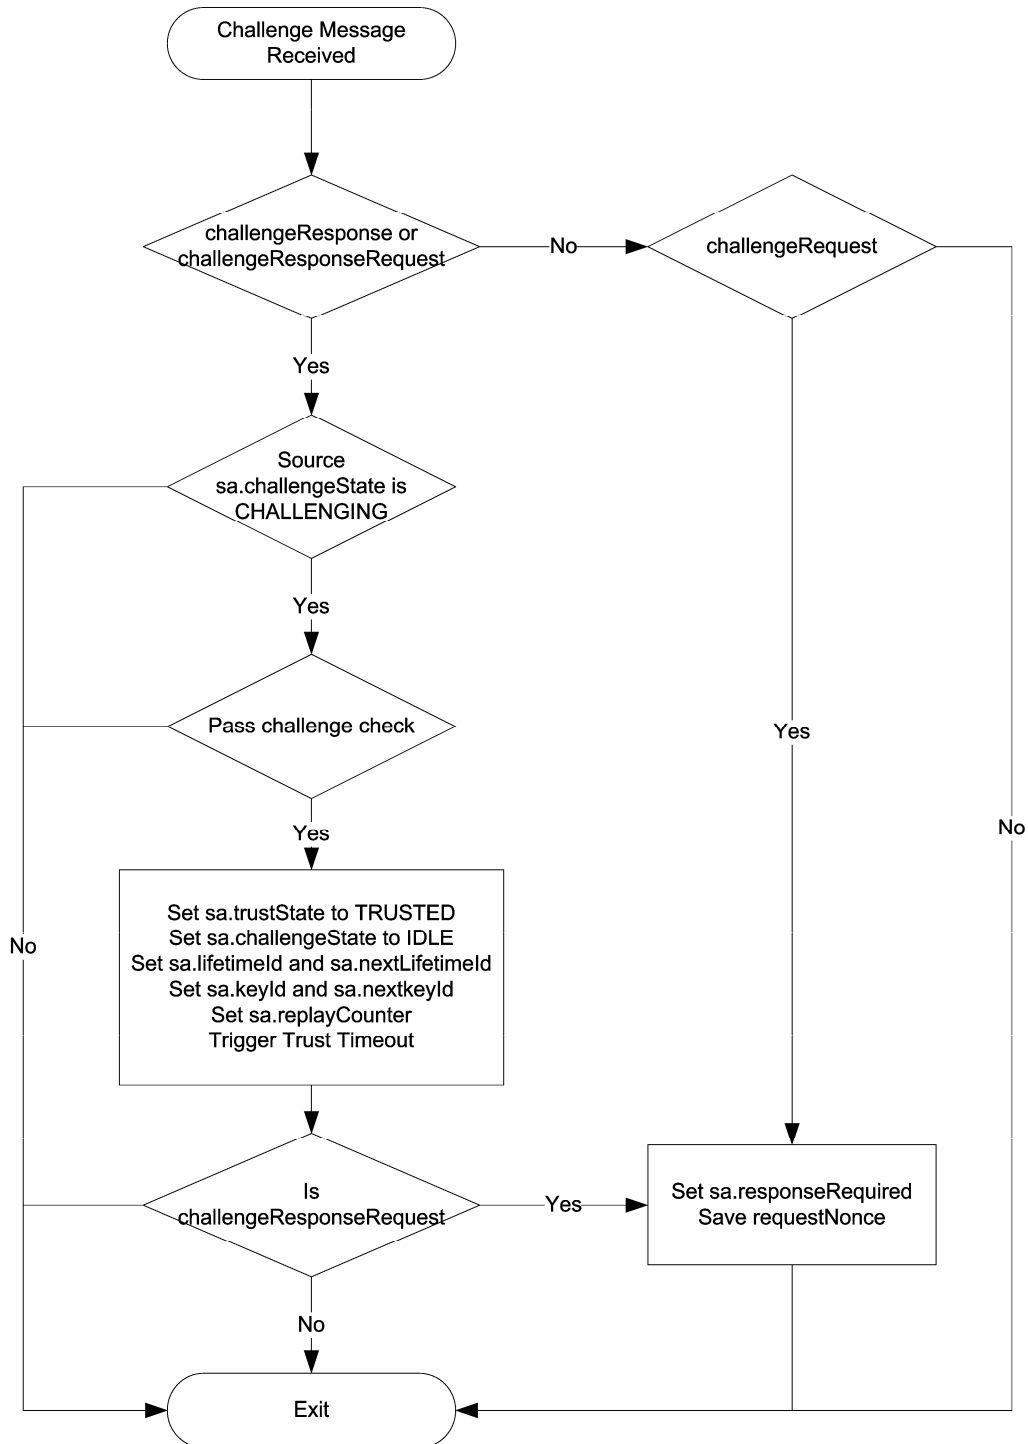 Challenge Message
Received
challengeResponse or
challengeResponseRequest
No
challengeRequest
Yes
Source
sa.challengeState is
CHALLENGING
Yes
Pass challenge check
Yes
Yes
No
Set sa.trustState to TRUSTED
Set sa.challengeState to IDLE
Set sa.lifetimeId and sa.nextLifetimeId
Set sa.keyId and sa.nextkeyId
Set sa.replayCounter
Trigger Trust Timeout
No
Is
challengeResponseRequest
Yes
Set sa.responseRequired
Save requestNonce
No
Exit